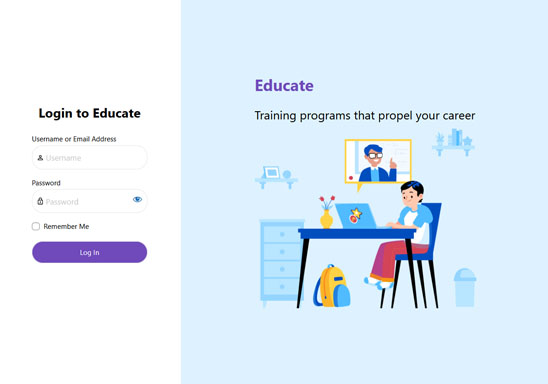 Login to Educate
Username or Email Address
Username
Password
Password
Remember Me
Log In
Educate
Training programs that propel your career